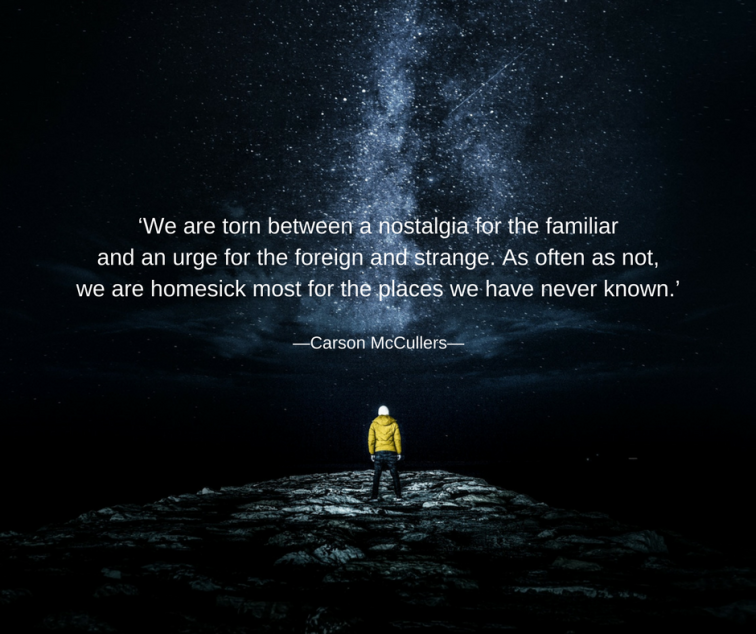 ‘We are torn between a nostalgia for the familiar
and an urge for the foreign and strange. As often as not,
we are homesick most for the places we have never known.’
—Carson McCullers—